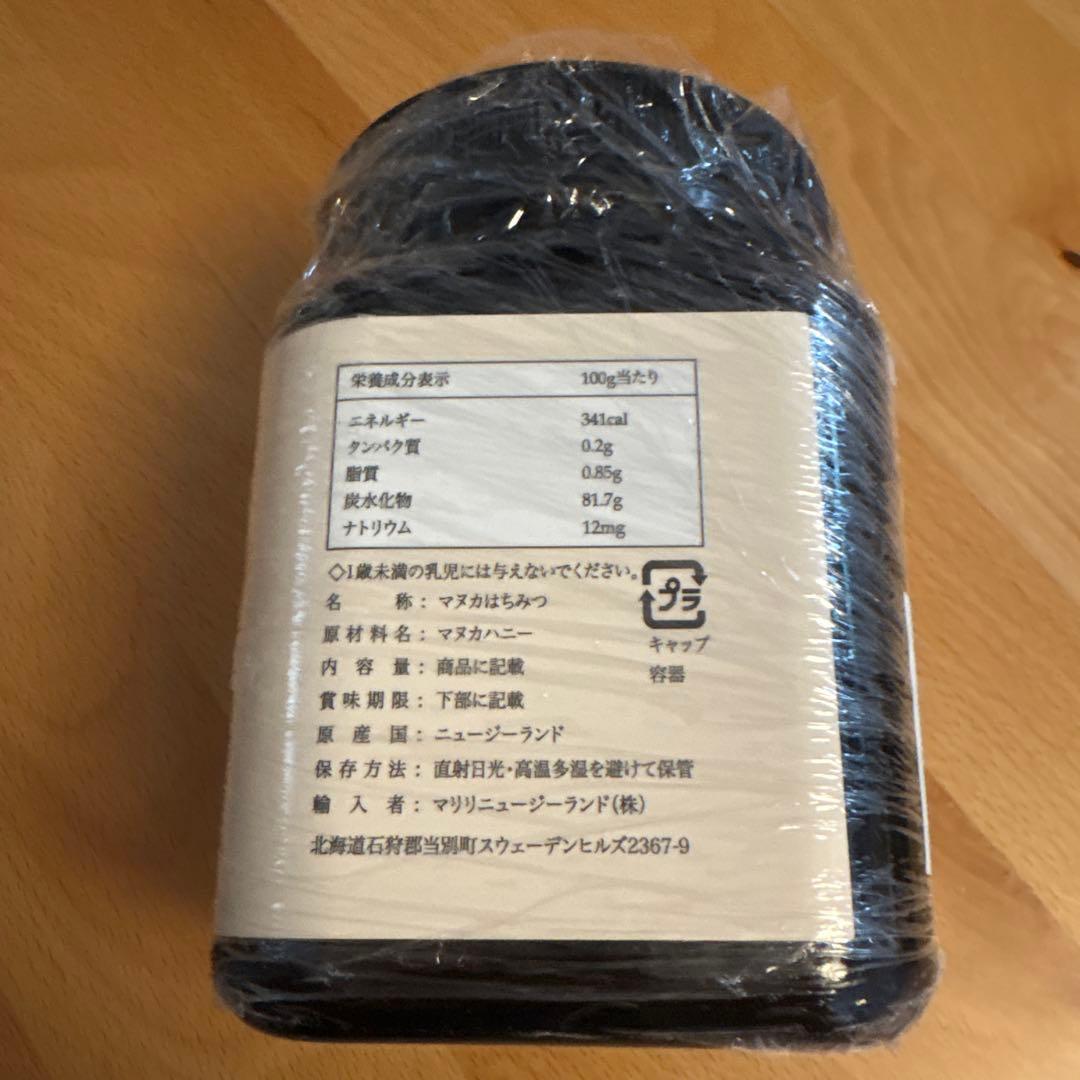 栄養成分表示 100g当たり
エネルギー 341cal
タンパク質 0.2g
脂質 0.85g
炭水化物 81.7g
ナトリウム 12mg
◇1歳未満の乳児には与えないでください。
名称：マヌカはちみつ
原材料名：マヌカハニー
内容量：商品に記載
賞味期限：下部に記載
原産国：ニュージーランド
保存方法：直射日光・高温多湿を避けて保管
輸入者：マリリニュージーランド(株)
北海道石狩郡当別町スウェーデンヒルズ2367-9
プラ
キャップ
容器